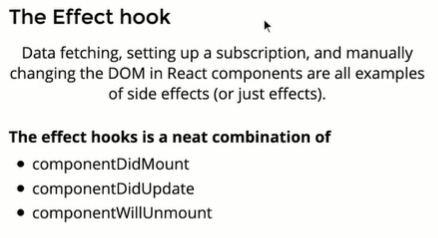 The Effect hook
Data fetching, setting up a subscription, and manually
changing the DOM in React components are all examples
of side effects (or just effects).
The effect hooks is a neat combination of
• componentDidMount
• componentDidUpdate
• componentWillUnmount